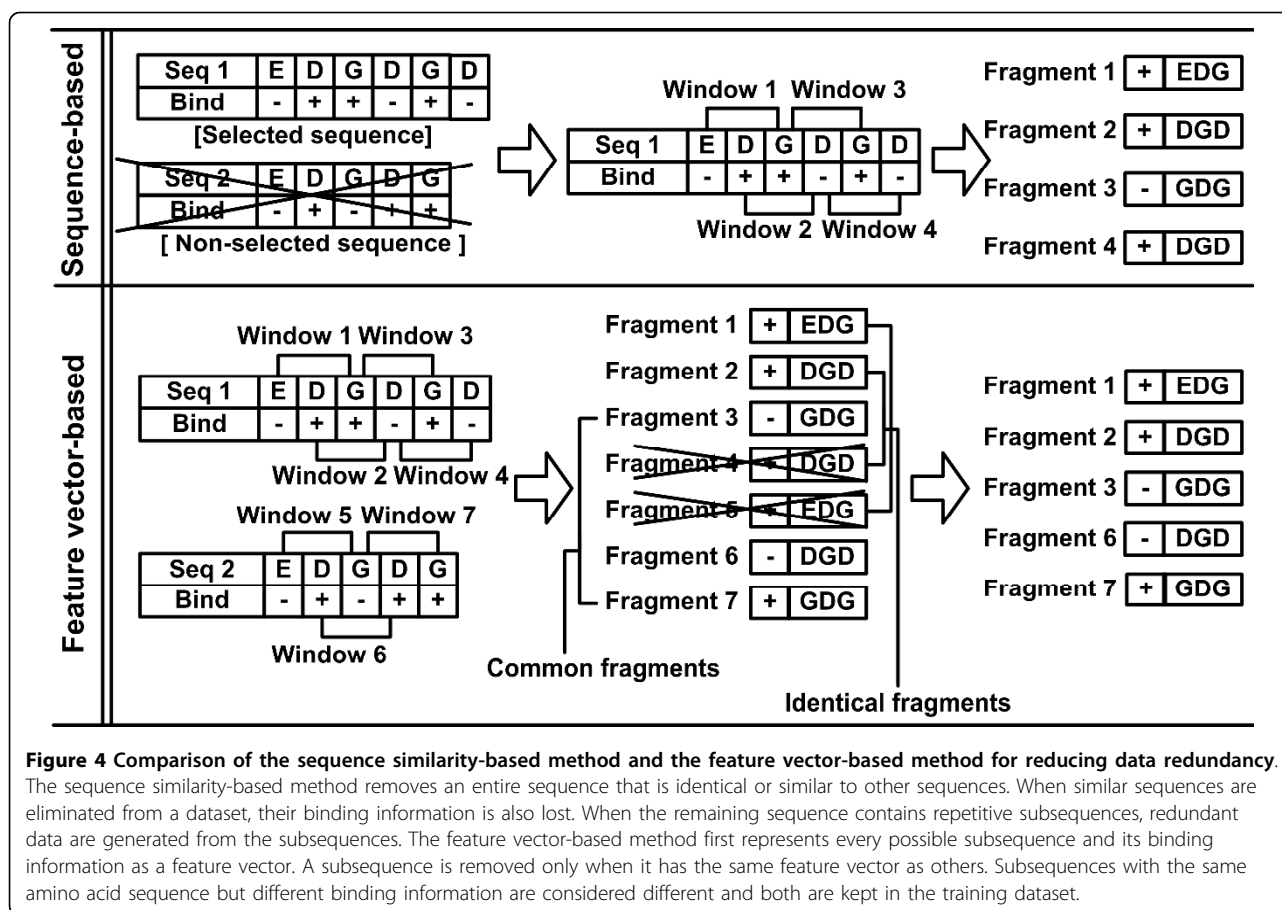 Sequence-based
Seq 1 E D G D G D
Bind - + + - + -
[Selected sequence]
Seq 2 E D G D G
Bind - + - + +
[ Non-selected sequence ]
Window 1 Window 3
Seq 1 E D G D G D
Bind - + + - + -
Window 2 Window 4
Fragment 1 + EDG
Fragment 2 + DGD
Fragment 3 - GDG
Fragment 4 + DGD
Feature vector-based
Window 1 Window 3
Seq 1 E D G D G D
Bind - + + - + -
Window 2 Window 4
Window 5 Window 7
Seq 2 E D G D G
Bind - + - + +
Window 6
Fragment 1 + EDG
Fragment 2 + DGD
Fragment 3 - GDG
Fragment 4 + DGD
Fragment 5 + EDG
Fragment 6 - DGD
Fragment 7 + GDG
Common fragments
Identical fragments
Fragment 1 + EDG
Fragment 2 + DGD
Fragment 3 - GDG
Fragment 6 - DGD
Fragment 7 + GDG
Figure 4 Comparison of the sequence similarity-based method and the feature vector-based method for reducing data redundancy.
The sequence similarity-based method removes an entire sequence that is identical or similar to other sequences. When similar sequences are
eliminated from a dataset, their binding information is also lost. When the remaining sequence contains repetitive subsequences, redundant
data are generated from the subsequences. The feature vector-based method first represents every possible subsequence and its binding
information as a feature vector. A subsequence is removed only when it has the same feature vector as others. Subsequences with the same
amino acid sequence but different binding information are considered different and both are kept in the training dataset.